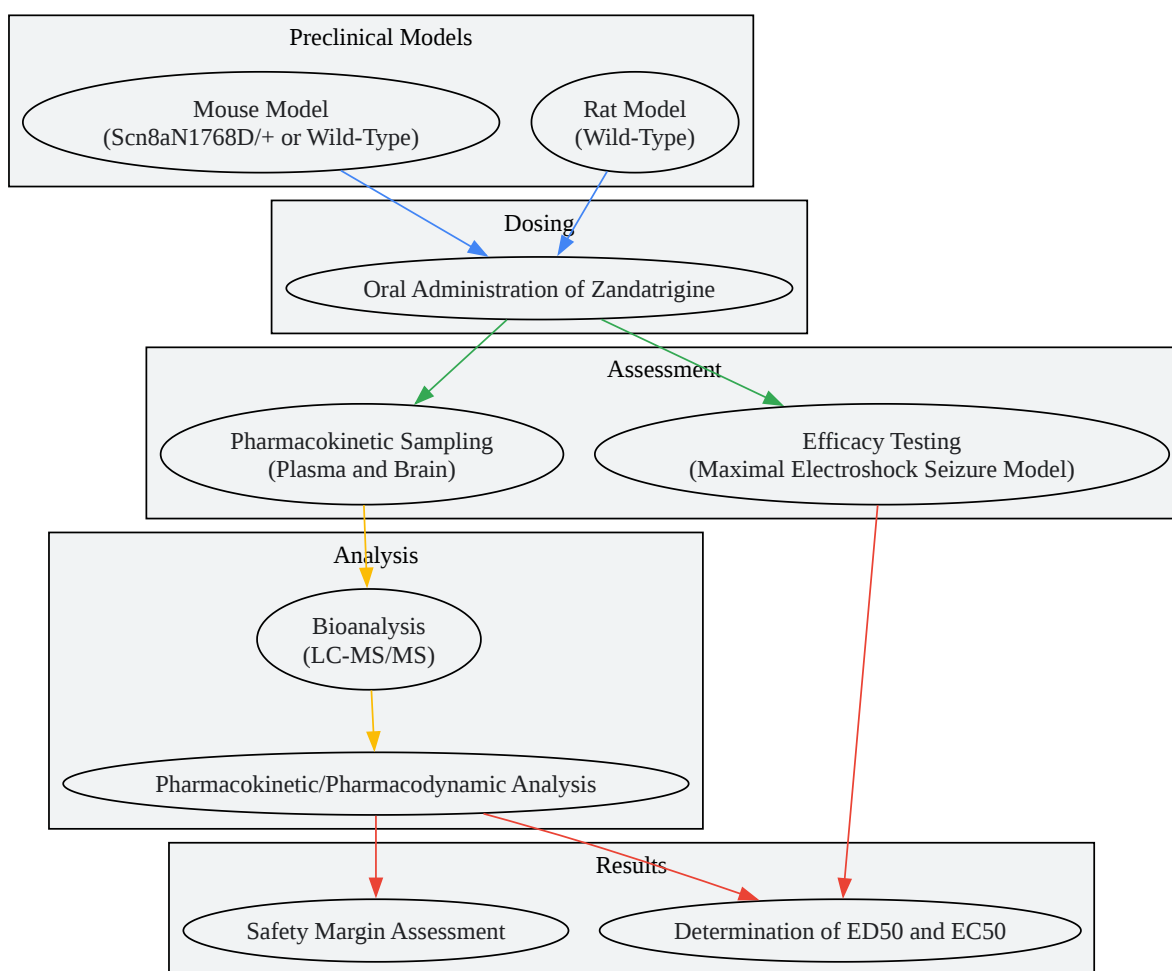 Preclinical Models
Mouse Model
(Scn8aN1768D/+ or Wild-Type)
Rat Model
(Wild-Type)
Dosing
Oral Administration of Zandatrigine
Assessment
Pharmacokinetic Sampling
(Plasma and Brain)
Efficacy Testing
(Maximal Electroshock Seizure Model)
Analysis
Bioanalysis
(LC-MS/MS)
Pharmacokinetic/Pharmacodynamic Analysis
Results
Safety Margin Assessment
Determination of ED50 and EC50